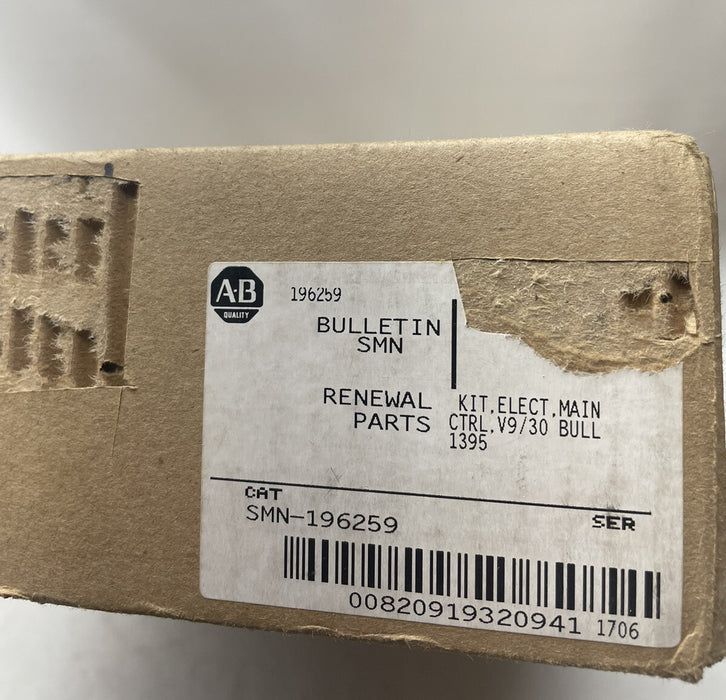 A·B
QUALITY
196259
BULLETIN
SMN
RENEWAL
PARTS
KIT,ELECT,MAIN
CTRL,V9/30 BULL
1395
CAT
SMN-196259
SER
00820919320941 1706